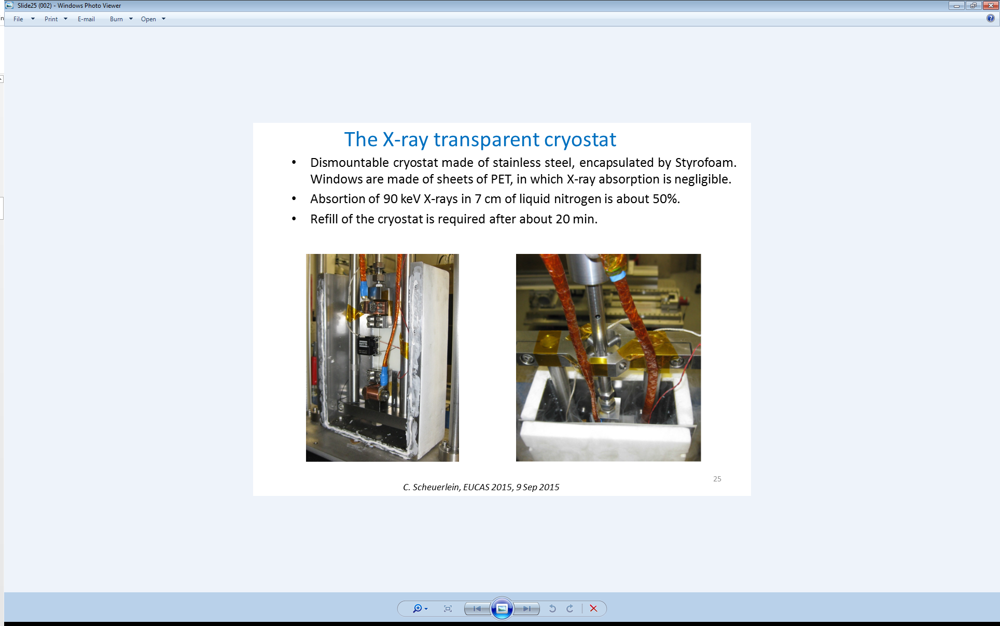 Slide25 (002) - Windows Photo Viewer
File Print E-mail Burn Open
The X-ray transparent cryostat
• Dismountable cryostat made of stainless steel, encapsulated by Styrofoam.
Windows are made of sheets of PET, in which X-ray absorption is negligible.
• Absortion of 90 keV X-rays in 7 cm of liquid nitrogen is about 50%.
• Refill of the cryostat is required after about 20 min.
MTS
25
C. Scheuerlein, EUCAS 2015, 9 Sep 2015